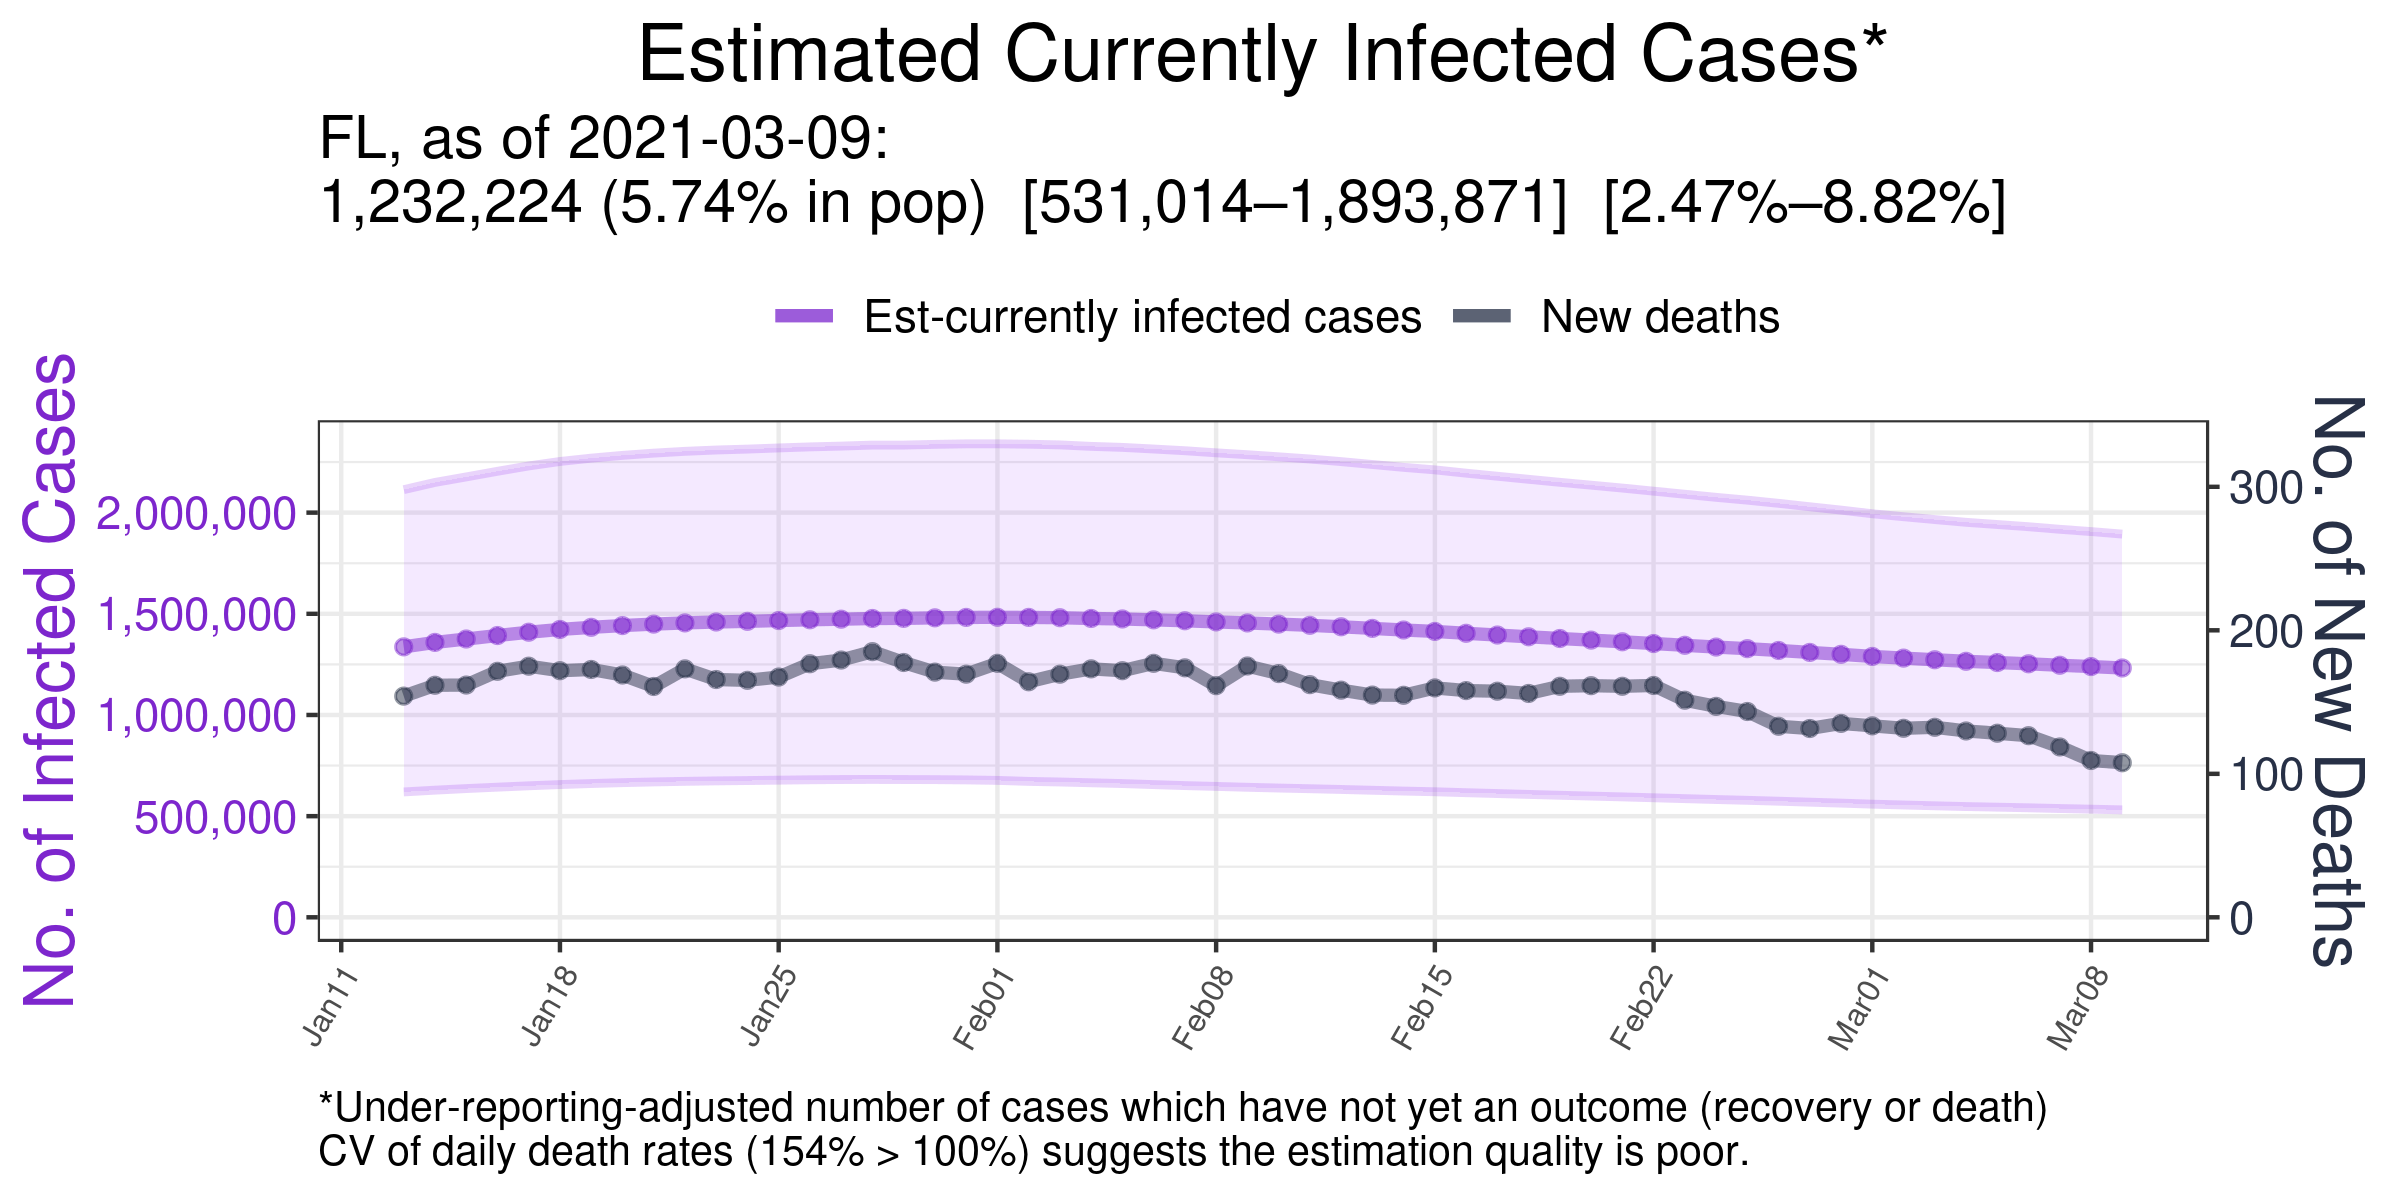 Estimated Currently Infected Cases*
FL, as of 2021-03-09:
1,232,224 (5.74% in pop) [531,014–1,893,871] [2.47%–8.82%]
Est-currently infected cases
New deaths
No. of Infected Cases
2,000,000
1,500,000
1,000,000
500,000
0
No. of New Deaths
300
200
100
0
Jan11
Jan18
Jan25
Feb01
Feb08
Feb15
Feb22
Mar01
Mar08
*Under-reporting-adjusted number of cases which have not yet an outcome (recovery or death)
CV of daily death rates (154% > 100%) suggests the estimation quality is poor.